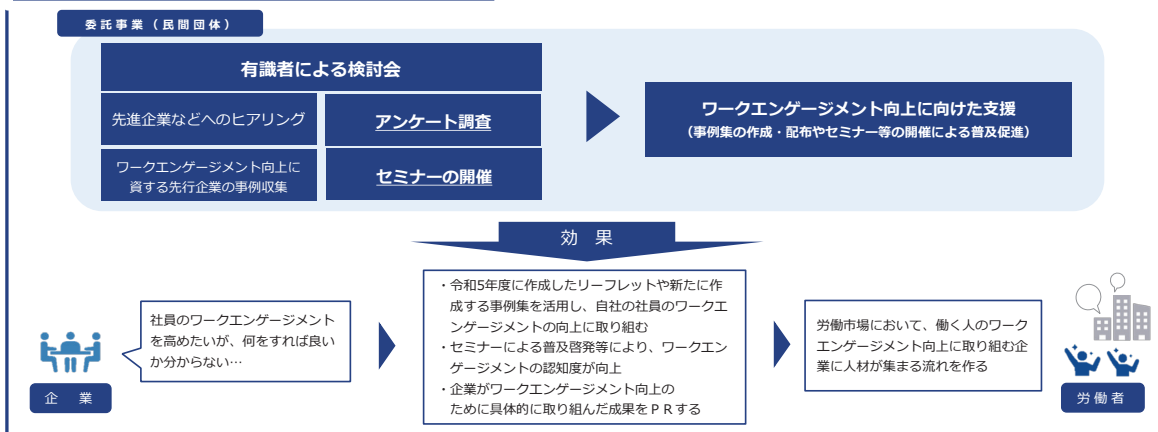 委託事業（民間団体）
有識者による検討会
先進企業などへのヒアリング
アンケート調査
ワークエンゲージメント向上に
資する先行企業の事例収集
セミナーの開催
ワークエンゲージメント向上に向けた支援
（事例集の作成・配布やセミナー等の開催による普及促進）
効 果
社員のワークエンゲージメント
を高めたいが、何をすれば良い
か分からない…
企 業
・令和5年度に作成したリーフレットや新たに作
成する事例集を活用し、自社の社員のワークエ
ンゲージメントの向上に取り組む
・セミナーによる普及啓発等により、ワークエン
ゲージメントの認知度が向上
・企業がワークエンゲージメント向上の
ために具体的に取り組んだ成果をＰＲする
労働市場において、働く人のワーク
エンゲージメント向上に取り組む企
業に人材が集まる流れを作る
労働者